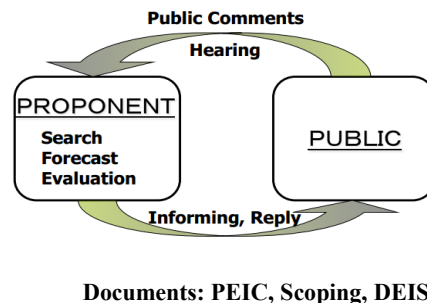 Public Comments
Hearing
PROPONENT
Search
Forecast
Evaluation
PUBLIC
Informing, Reply
Documents: PEIC, Scoping, DEIS